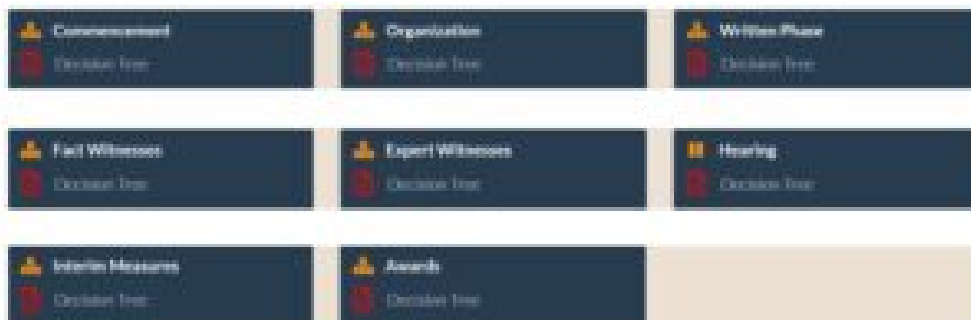 Commencement
Decision Tree
Organization
Decision Tree
Written Phase
Decision Tree
Fact Witnesses
Decision Tree
Expert Witnesses
Decision Tree
Hearing
Decision Tree
Interim Measures
Decision Tree
Awards
Decision Tree